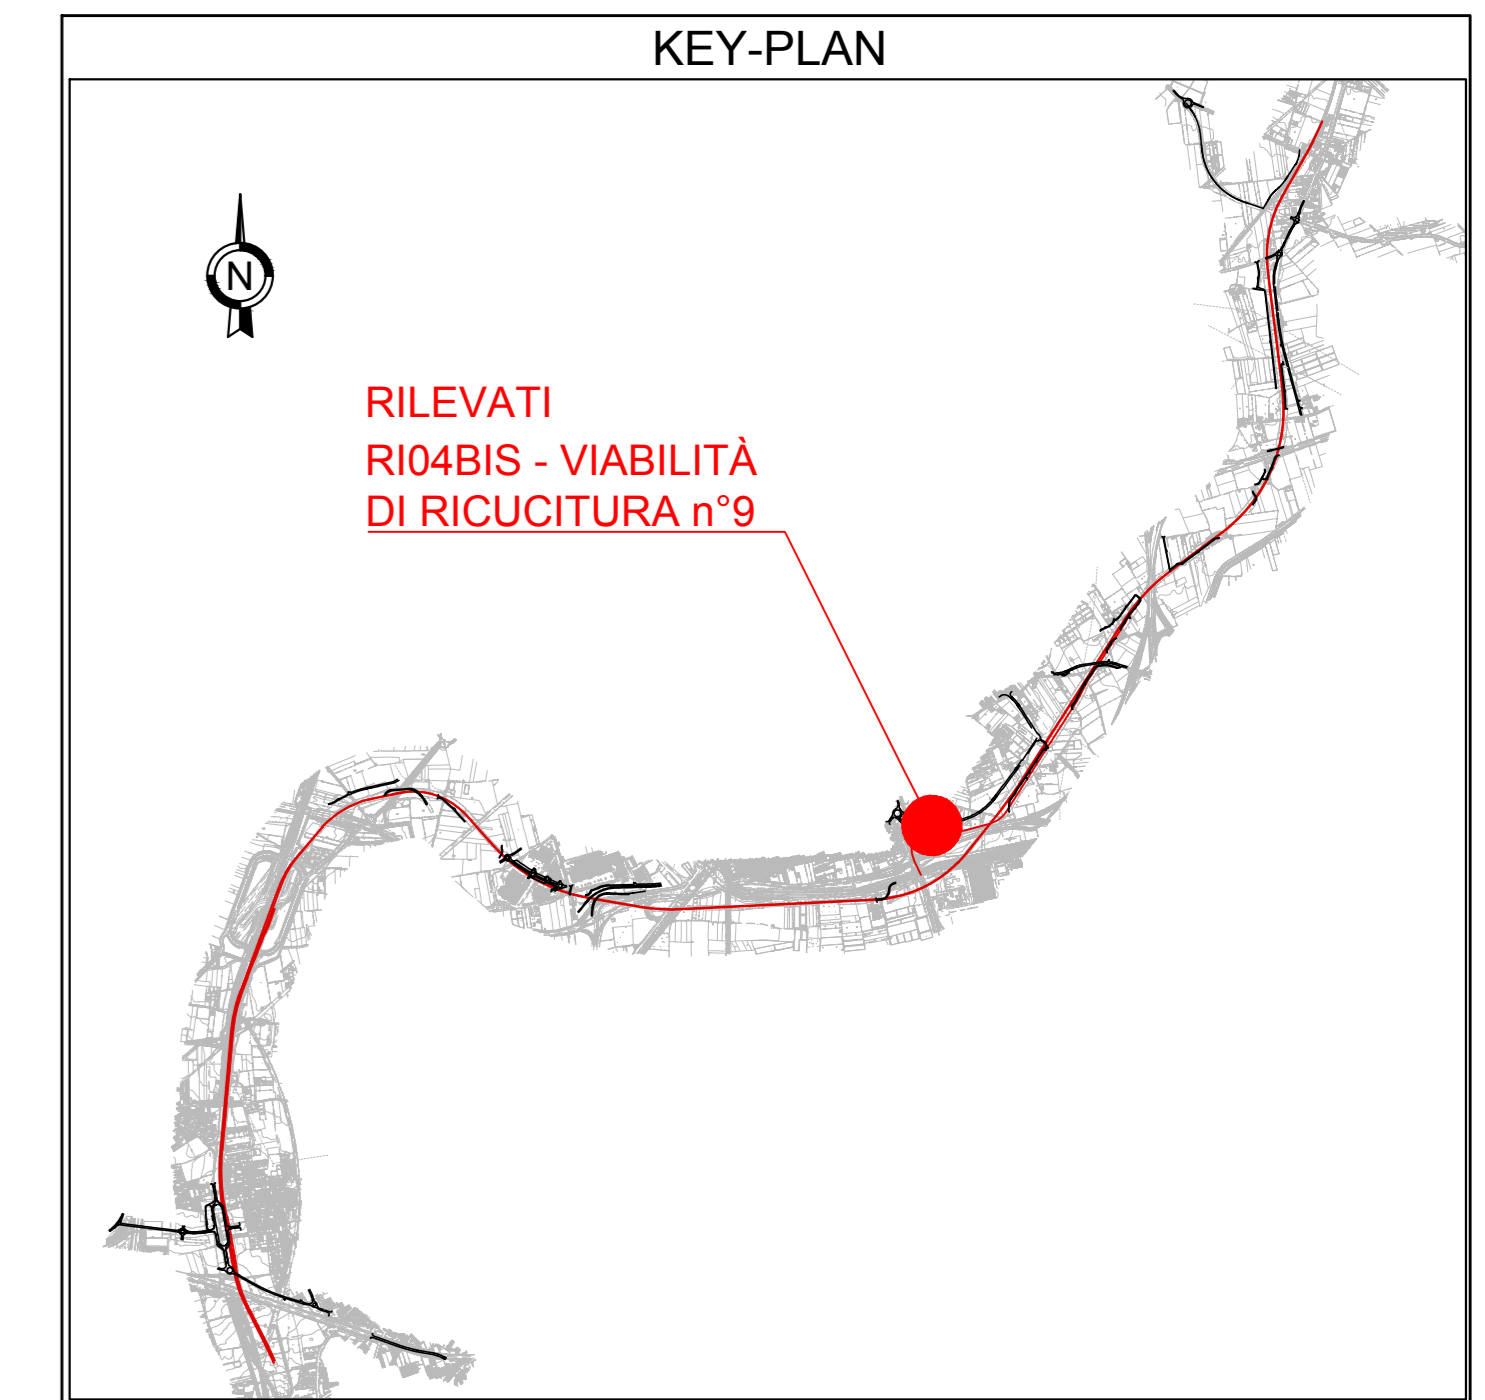 KEY-PLAN
N
RILEVATI
RI04BIS - VIABILITÀ
DI RICUCITURA n°9